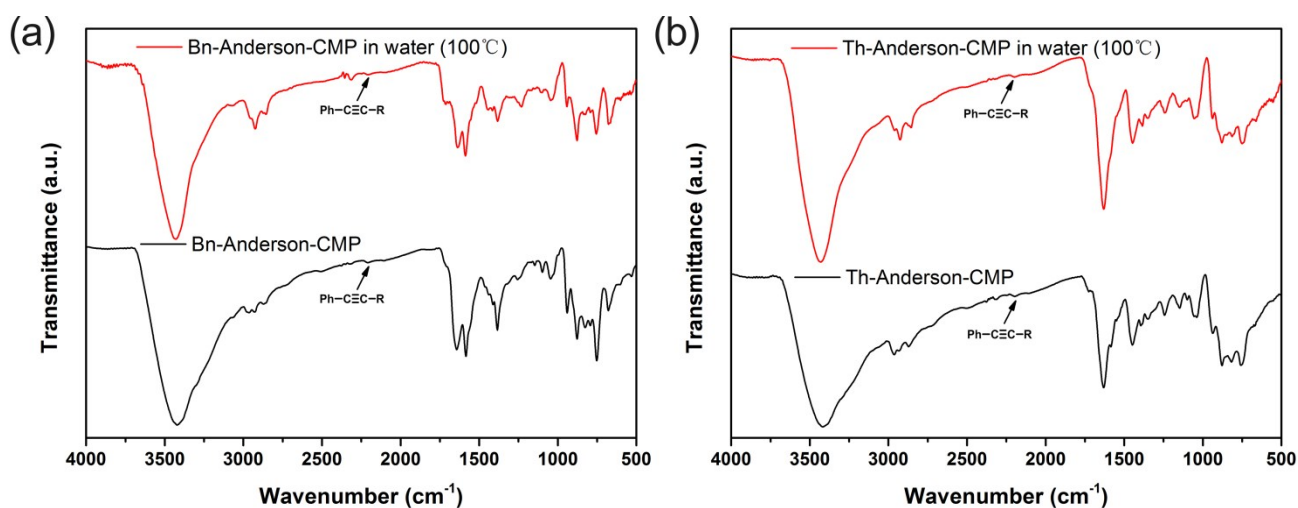 (a)
Bn-Anderson-CMP in water (100℃)
Ph–C≡C–R
Bn-Anderson-CMP
Ph–C≡C–R
Transmittance (a.u.)
4000 3500 3000 2500 2000 1500 1000 500
Wavenumber (cm⁻¹)
(b)
Th-Anderson-CMP in water (100℃)
Ph–C≡C–R
Th-Anderson-CMP
Ph–C≡C–R
Transmittance (a.u.)
4000 3500 3000 2500 2000 1500 1000 500
Wavenumber (cm⁻¹)